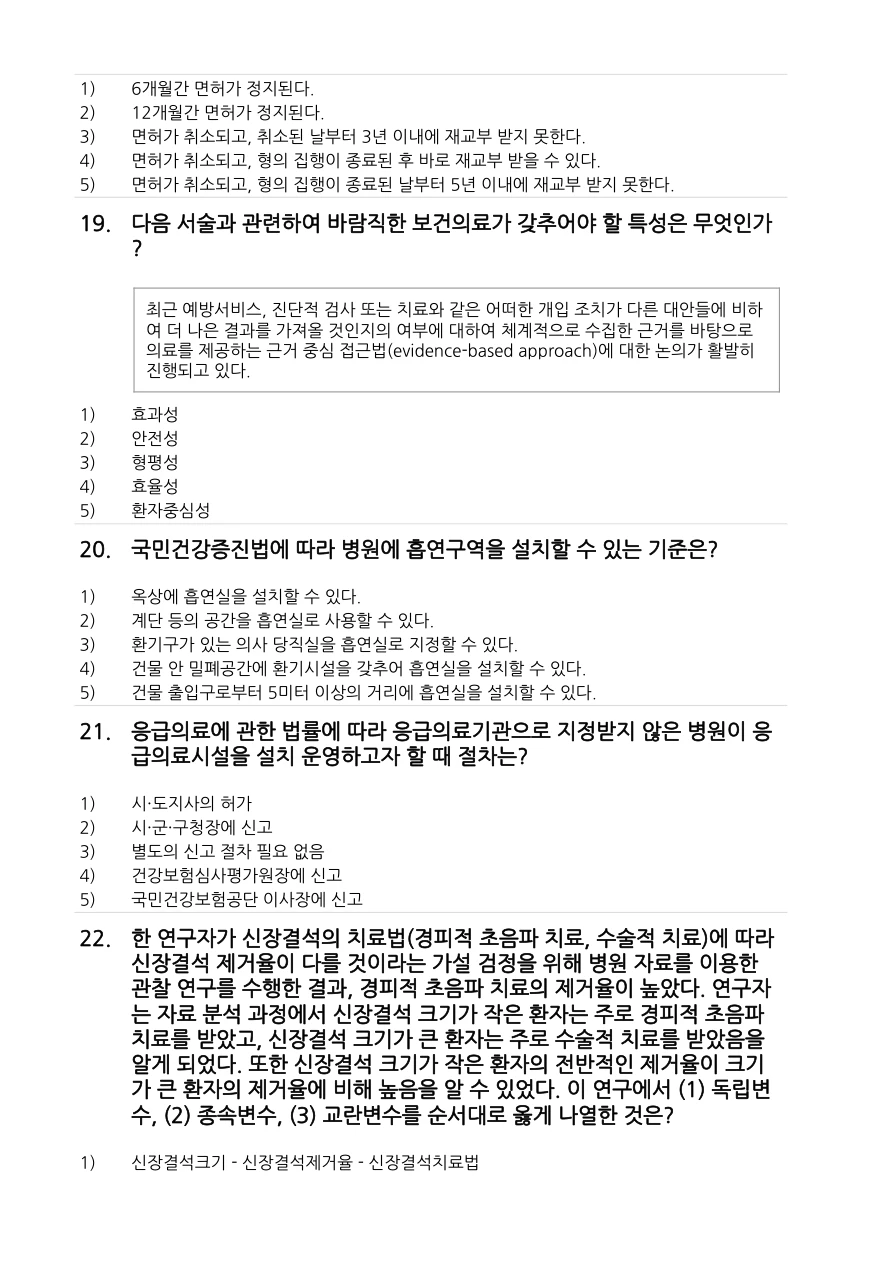 1) 6개월간 면허가 정지된다.
2) 12개월간 면허가 정지된다.
3) 면허가 취소되고, 취소된 날부터 3년 이내에 재교부 받지 못한다.
4) 면허가 취소되고, 형의 집행이 종료된 후 바로 재교부 받을 수 있다.
5) 면허가 취소되고, 형의 집행이 종료된 날부터 5년 이내에 재교부 받지 못한다.
19. 다음 서술과 관련하여 바람직한 보건의료가 갖추어야 할 특성은 무엇인가
?
최근 예방서비스, 진단적 검사 또는 치료와 같은 어떠한 개입 조치가 다른 대안들에 비하
여 더 나은 결과를 가져올 것인지의 여부에 대하여 체계적으로 수집한 근거를 바탕으로
의료를 제공하는 근거 중심 접근법(evidence-based approach)에 대한 논의가 활발히
진행되고 있다.
1) 효과성
2) 안전성
3) 형평성
4) 효율성
5) 환자중심성
20. 국민건강증진법에 따라 병원에 흡연구역을 설치할 수 있는 기준은?
1) 옥상에 흡연실을 설치할 수 있다.
2) 계단 등의 공간을 흡연실로 사용할 수 있다.
3) 환기구가 있는 의사 당직실을 흡연실로 지정할 수 있다.
4) 건물 안 밀폐공간에 환기시설을 갖추어 흡연실을 설치할 수 있다.
5) 건물 출입구로부터 5미터 이상의 거리에 흡연실을 설치할 수 있다.
21. 응급의료에 관한 법률에 따라 응급의료기관으로 지정받지 않은 병원이 응
급의료시설을 설치 운영하고자 할 때 절차는?
1) 시·도지사의 허가
2) 시·군·구청장에 신고
3) 별도의 신고 절차 필요 없음
4) 건강보험심사평가원장에 신고
5) 국민건강보험공단 이사장에 신고
22. 한 연구자가 신장결석의 치료법(경피적 초음파 치료, 수술적 치료)에 따라
신장결석 제거율이 다를 것이라는 가설 검정을 위해 병원 자료를 이용한
관찰 연구를 수행한 결과, 경피적 초음파 치료의 제거율이 높았다. 연구자
는 자료 분석 과정에서 신장결석 크기가 작은 환자는 주로 경피적 초음파
치료를 받았고, 신장결석 크기가 큰 환자는 주로 수술적 치료를 받았음을
알게 되었다. 또한 신장결석 크기가 작은 환자의 전반적인 제거율이 크기
가 큰 환자의 제거율에 비해 높음을 알 수 있었다. 이 연구에서 (1) 독립변
수, (2) 종속변수, (3) 교란변수를 순서대로 옳게 나열한 것은?
1) 신장결석크기 - 신장결석제거율 - 신장결석치료법